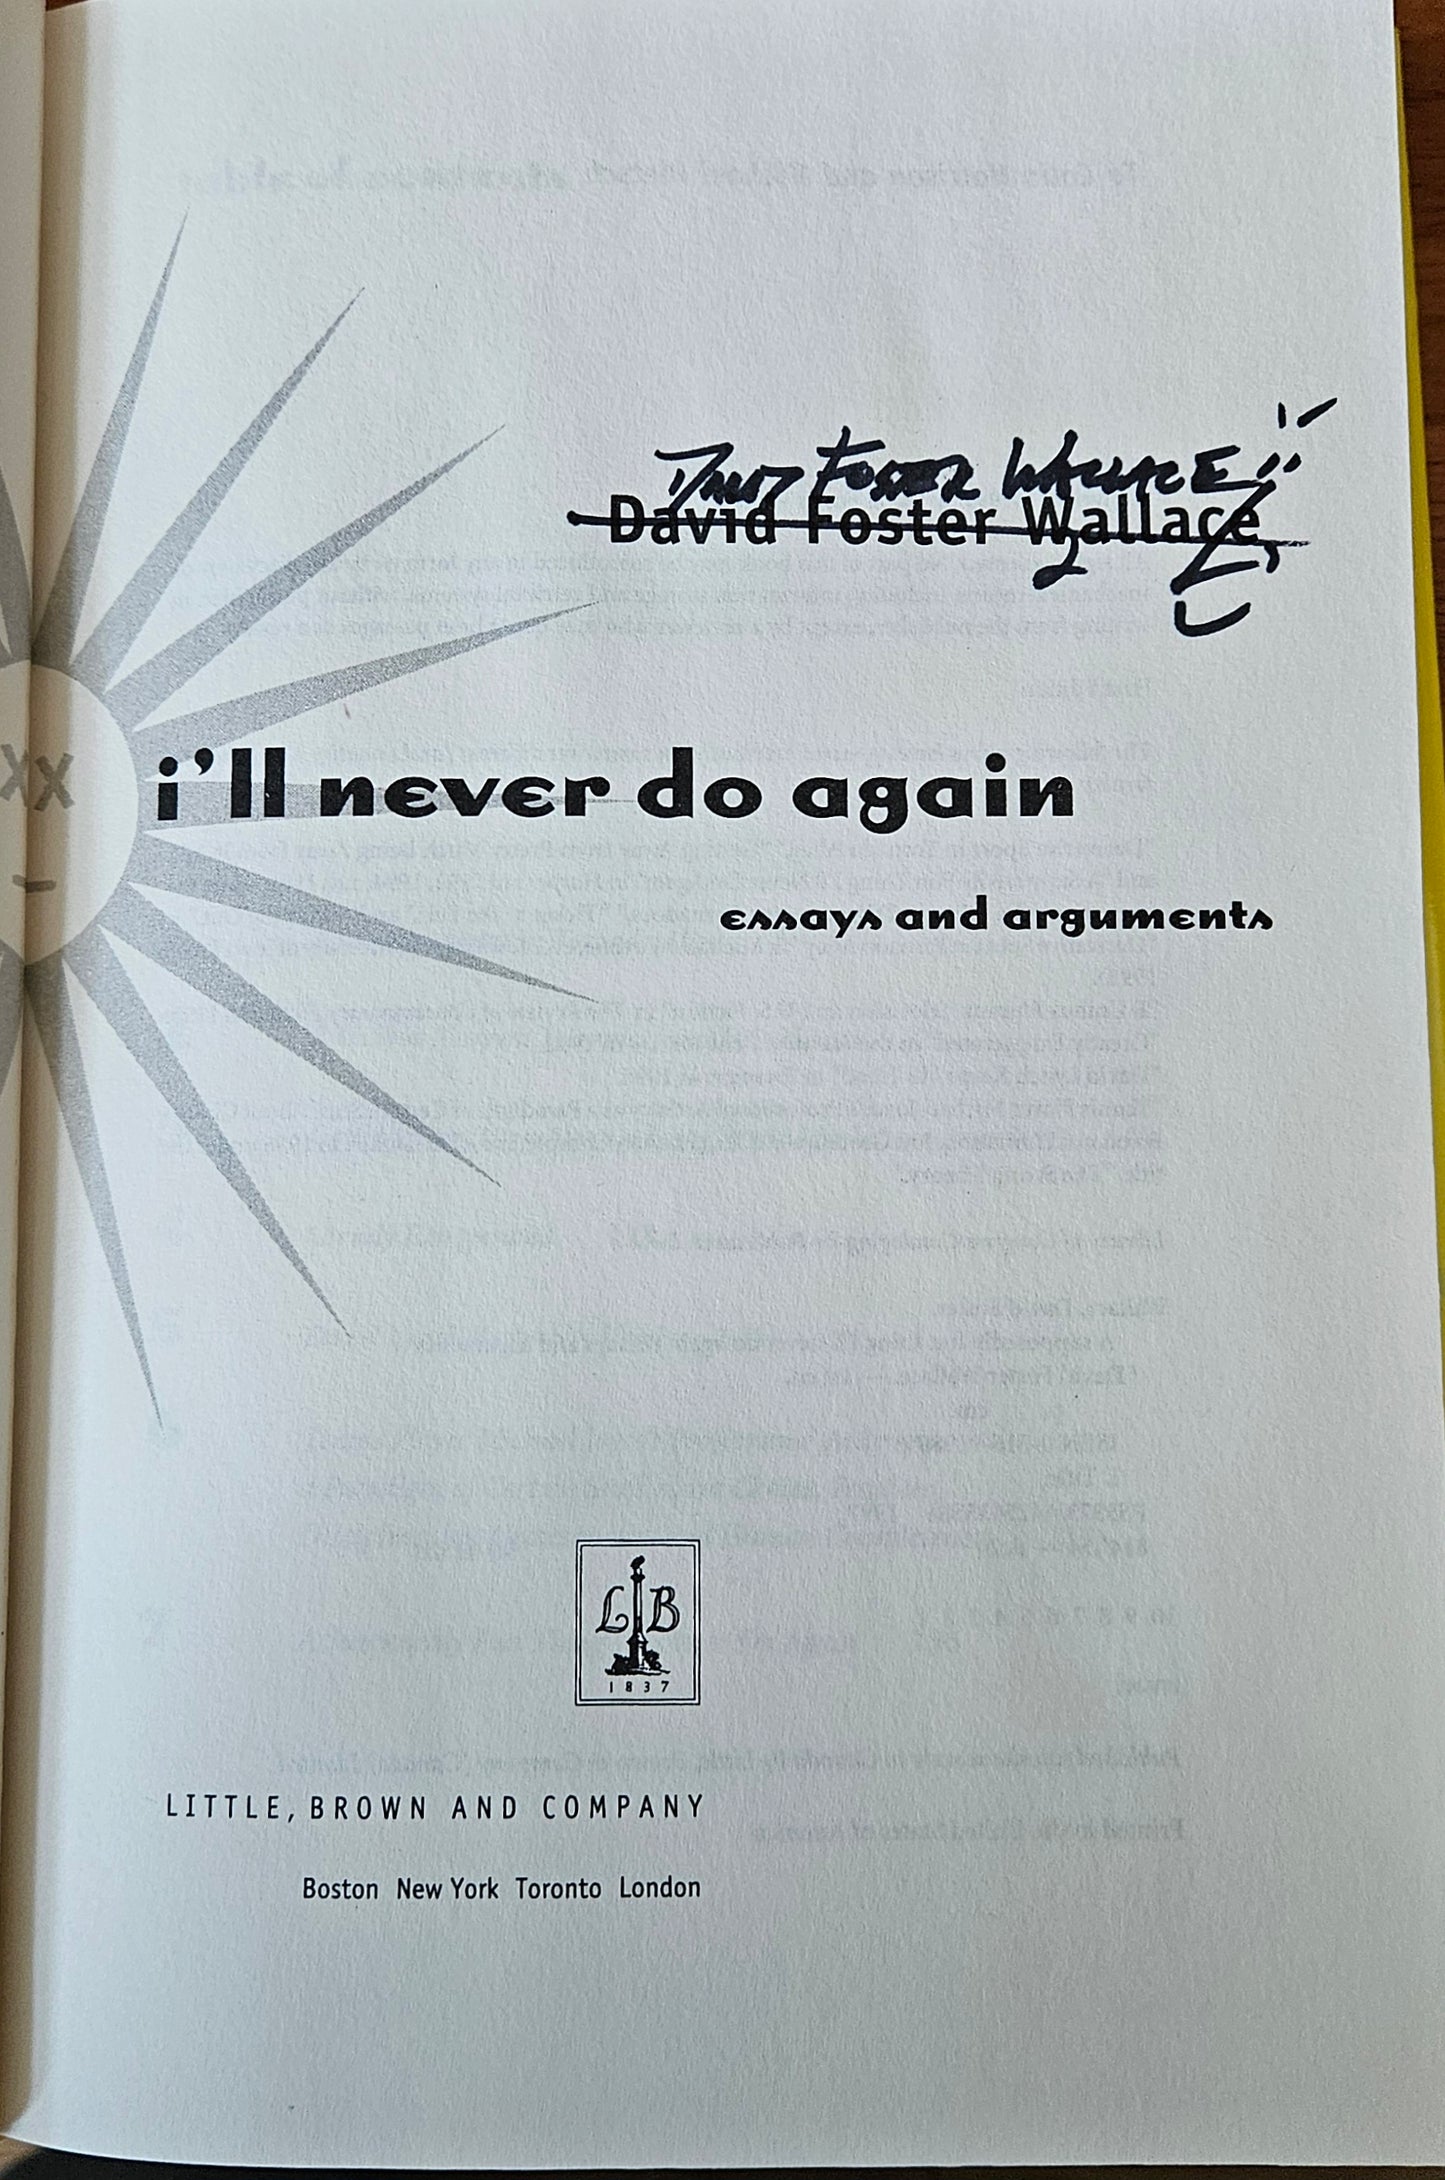 David Foster Wallace
David Foster Wallace
xx
i'll never do again
essays and arguments
L B
1837
LITTLE, BROWN AND COMPANY
Boston New York Toronto London